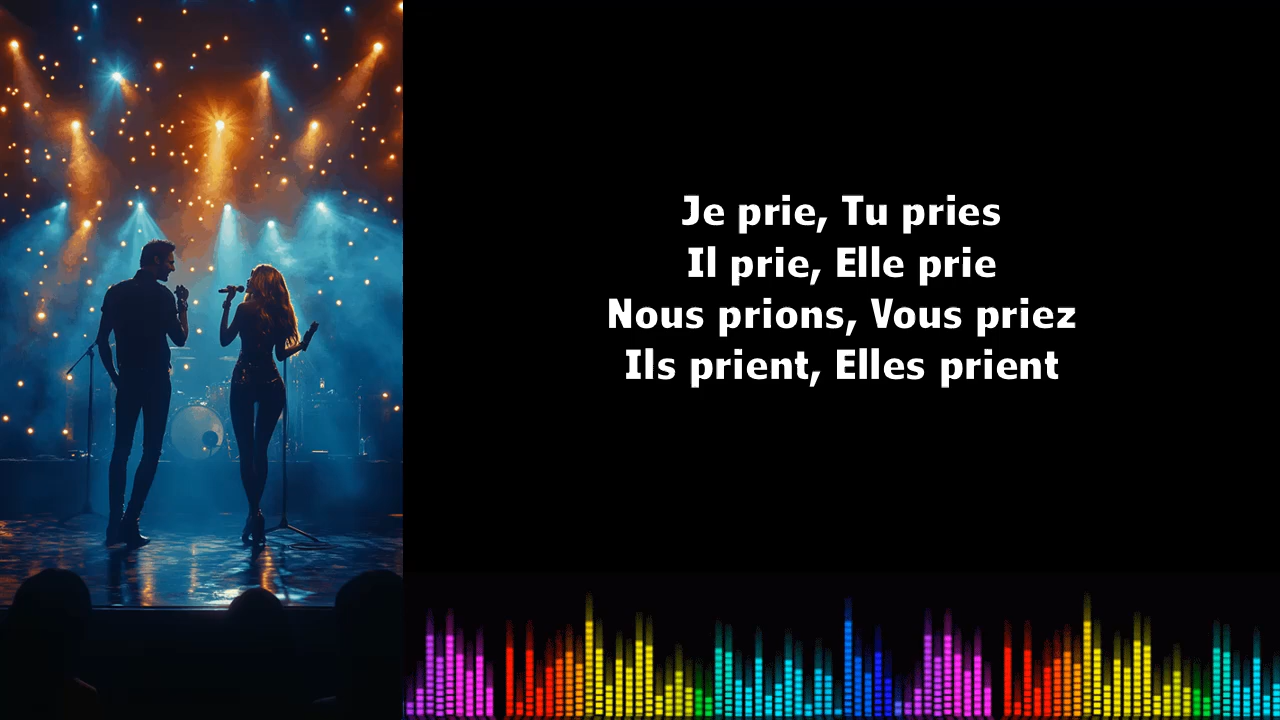 Je prie, Tu pries
Il prie, Elle prie
Nous prions, Vous priez
Ils prient, Elles prient